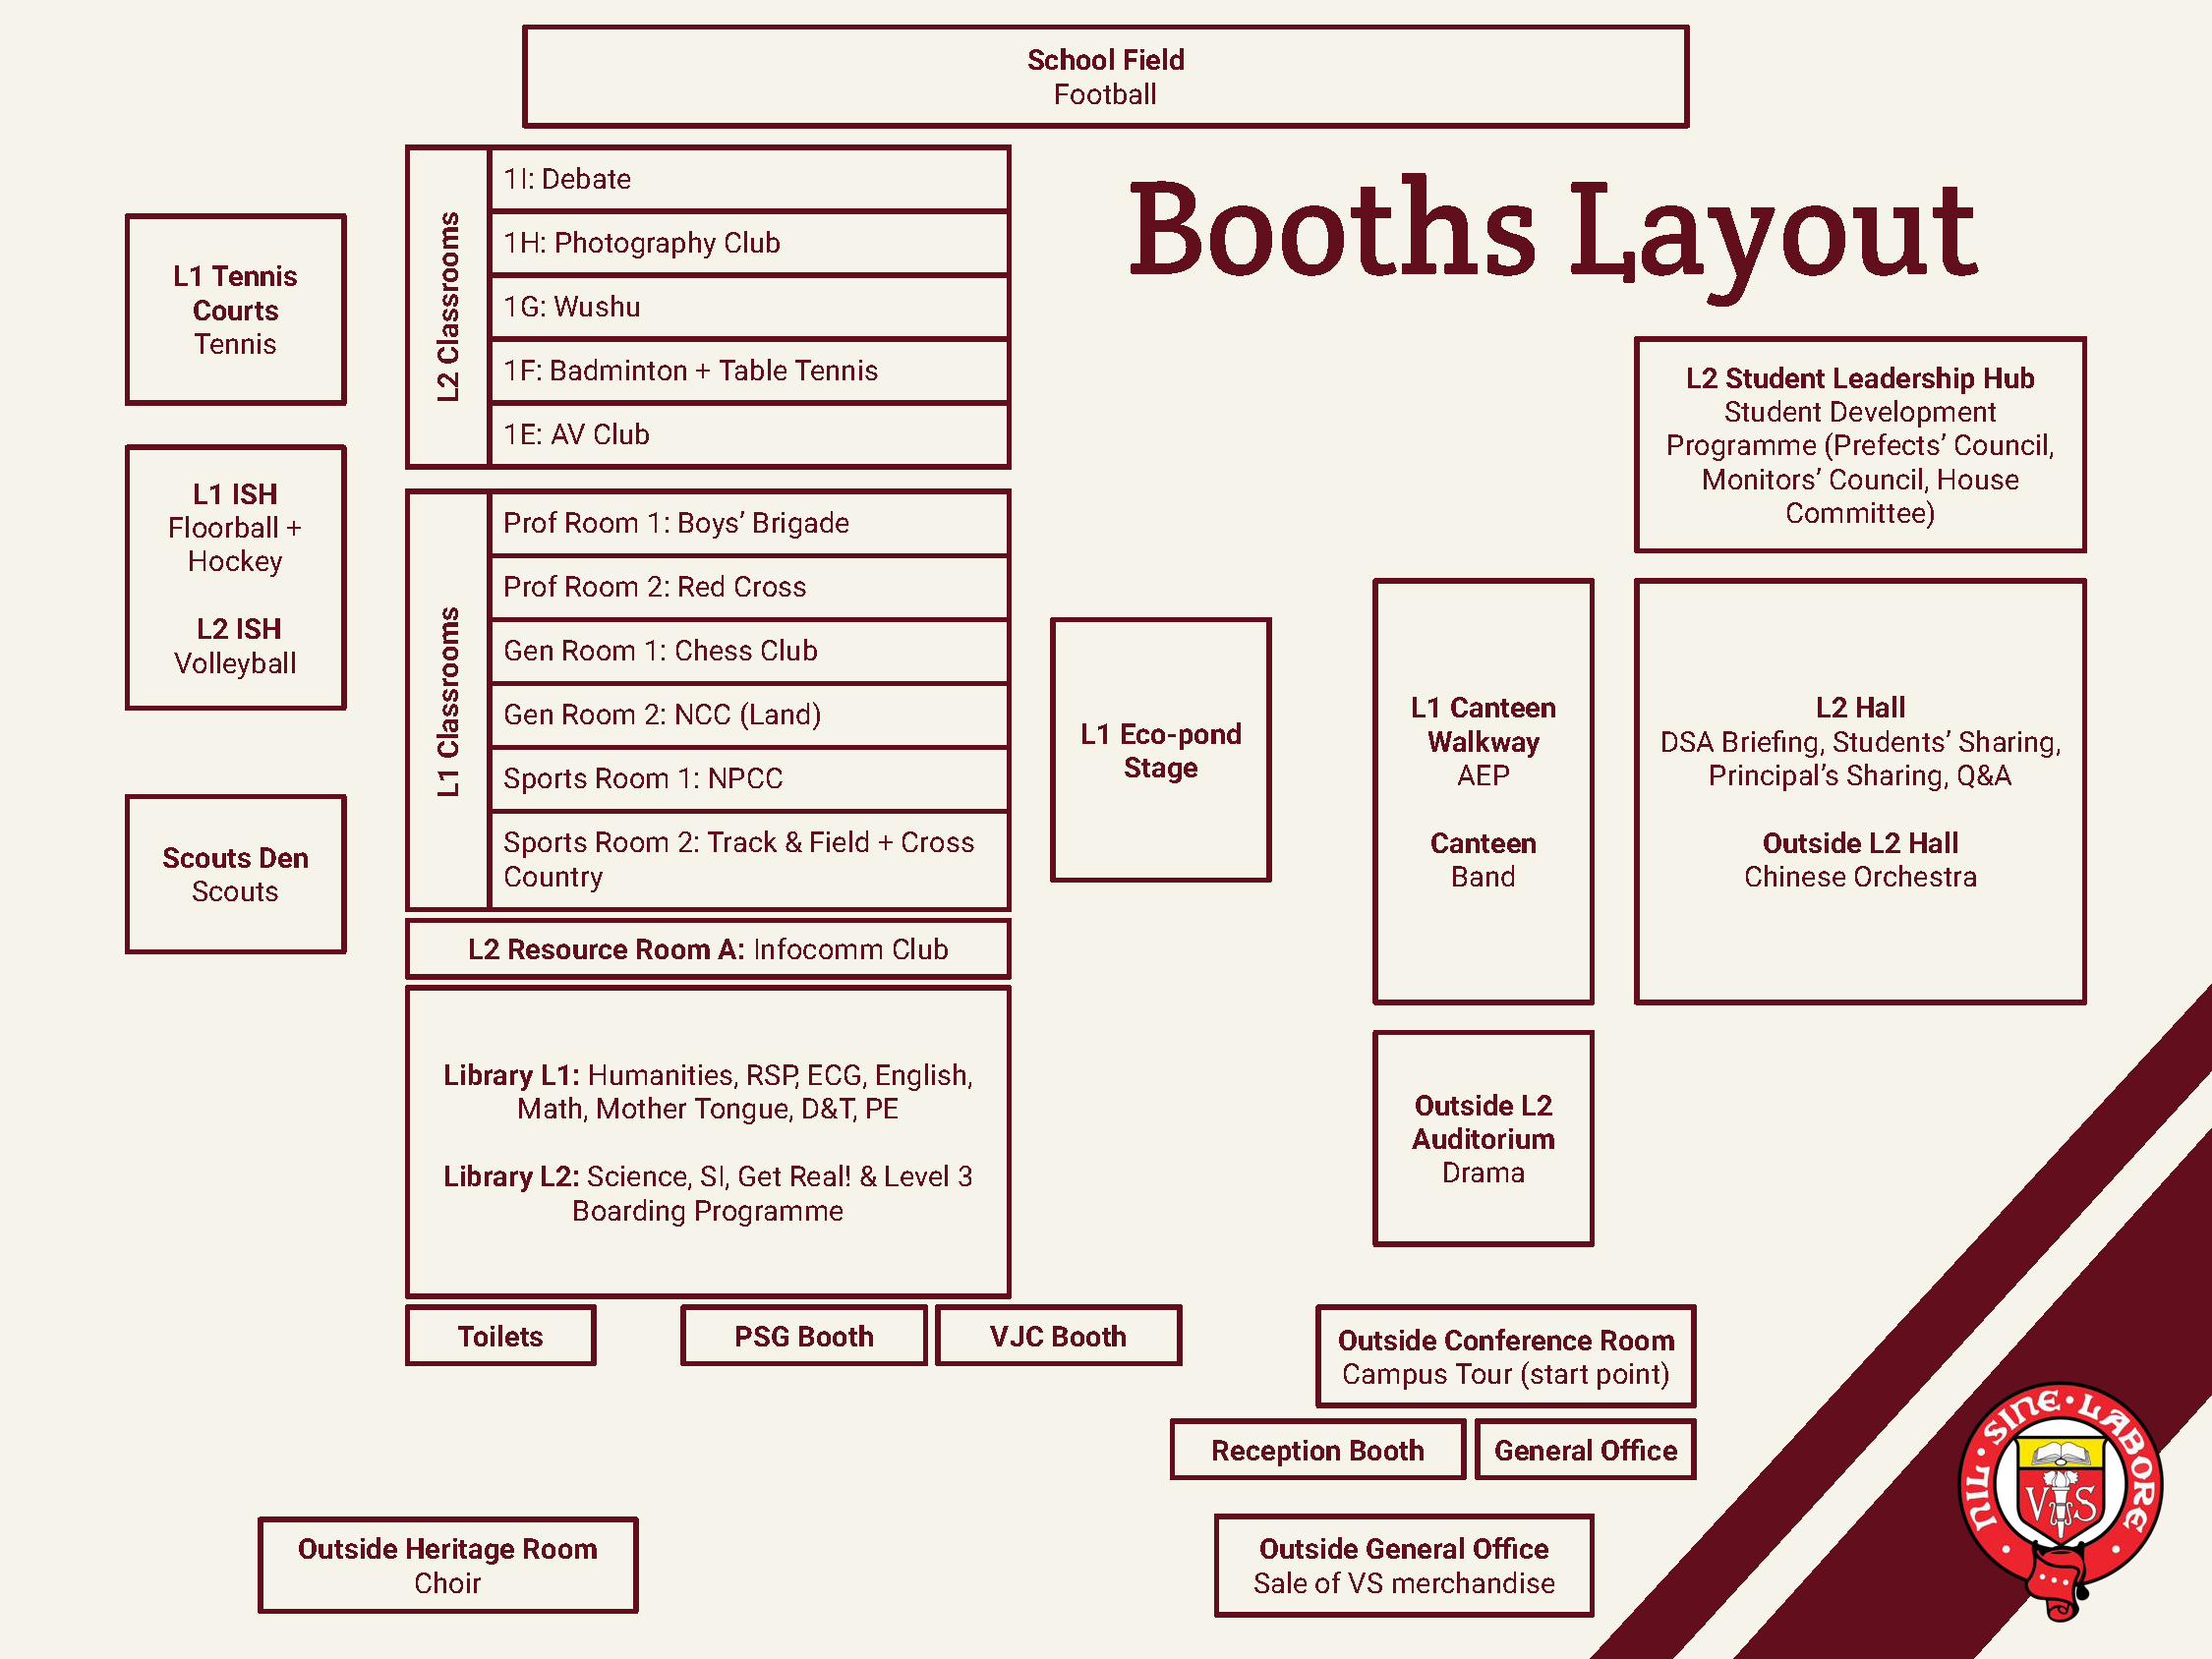 School Field
Football
Booths Layout
L2 Classrooms
1I: Debate
1H: Photography Club
1G: Wushu
1F: Badminton + Table Tennis
1E: AV Club
L1 Tennis
Courts
Tennis
L1 ISH
Floorball +
Hockey
L2 ISH
Volleyball
Scouts Den
Scouts
L1 Classrooms
Prof Room 1: Boys’ Brigade
Prof Room 2: Red Cross
Gen Room 1: Chess Club
Gen Room 2: NCC (Land)
Sports Room 1: NPCC
Sports Room 2: Track & Field + Cross
Country
L2 Resource Room A: Infocomm Club
Library L1: Humanities, RSP, ECG, English,
Math, Mother Tongue, D&T, PE
Library L2: Science, SI, Get Real! & Level 3
Boarding Programme
L1 Eco-pond
Stage
L2 Student Leadership Hub
Student Development
Programme (Prefects’ Council,
Monitors’ Council, House
Committee)
L1 Canteen
Walkway
AEP
Canteen
Band
L2 Hall
DSA Briefing, Students’ Sharing,
Principal’s Sharing, Q&A
Outside L2 Hall
Chinese Orchestra
Outside L2
Auditorium
Drama
Toilets
PSG Booth
VJC Booth
Outside Conference Room
Campus Tour (start point)
Reception Booth
General Office
Outside Heritage Room
Choir
Outside General Office
Sale of VS merchandise
NIL · SINE · LABORE
VS